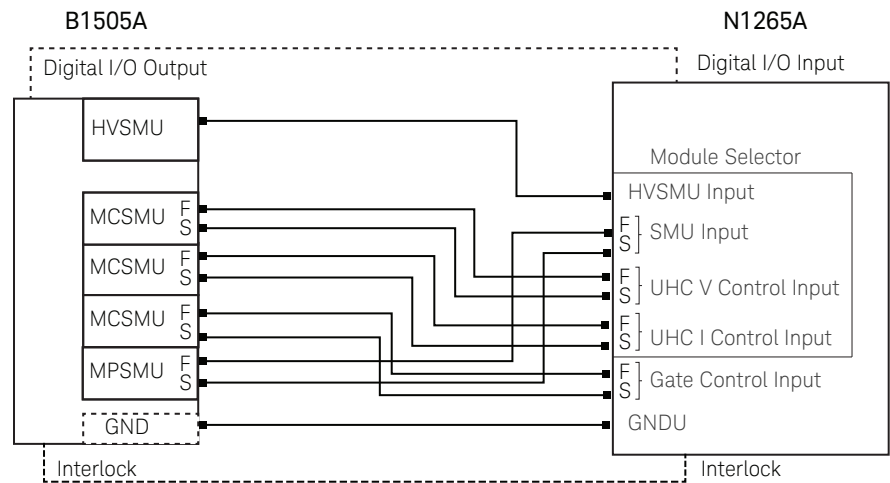 B1505A
N1265A
Digital I/O Output
Digital I/O Input
HVSMU
Module Selector
HVSMU Input
MCSMU F S
F S SMU Input
MCSMU F S
F S UHC V Control Input
MCSMU F S
F S UHC I Control Input
MPSMU F S
F S Gate Control Input
GND
GNDU
Interlock
Interlock